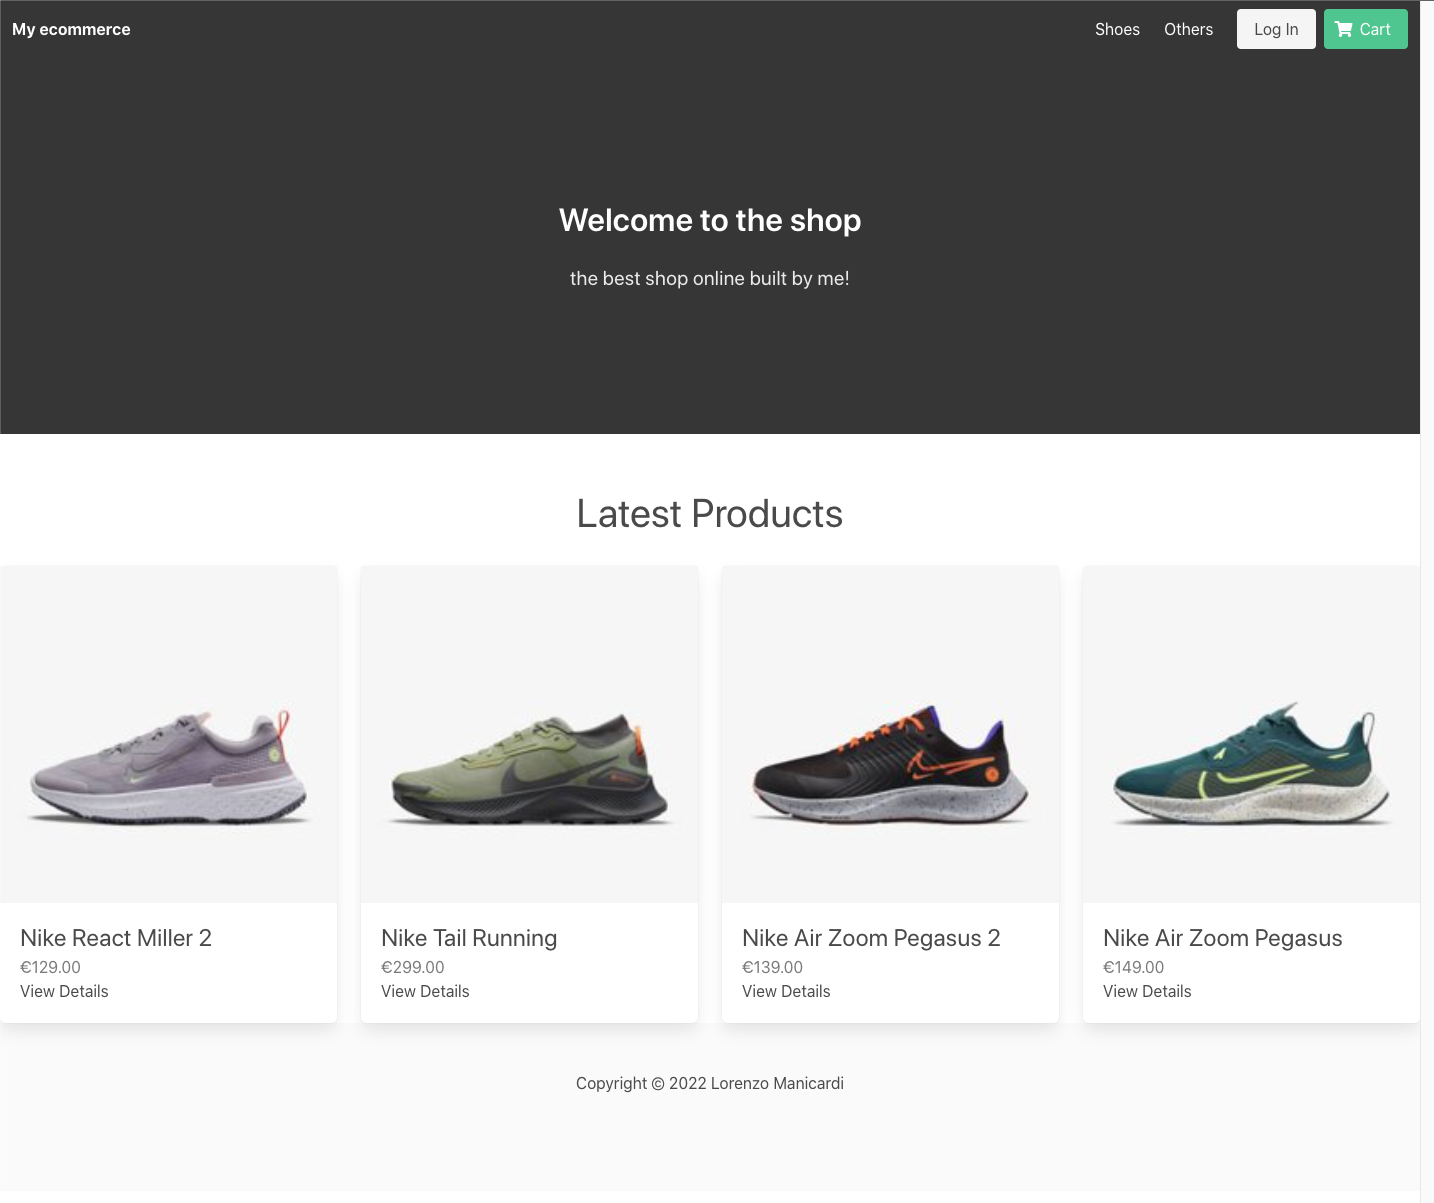 My ecommerce
Shoes
Others
Log In
Cart
Welcome to the shop
the best shop online built by me!
Latest Products
Nike React Miller 2
€129.00
View Details
Nike Tail Running
€299.00
View Details
Nike Air Zoom Pegasus 2
€139.00
View Details
Nike Air Zoom Pegasus
€149.00
View Details
Copyright © 2022 Lorenzo Manicardi